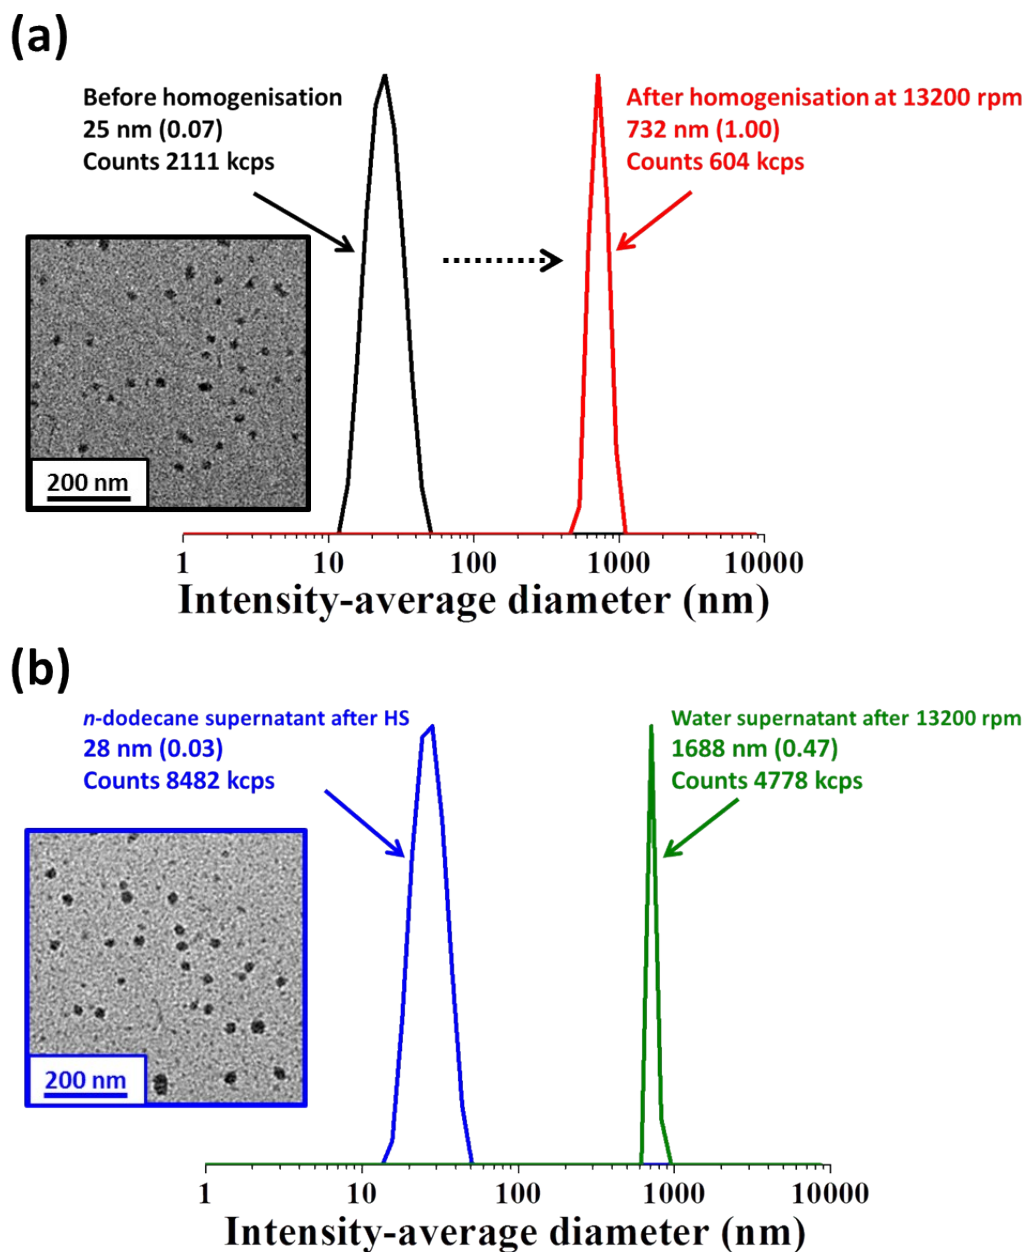 (a)
Before homogenisation
25 nm (0.07)
Counts 2111 kcps
After homogenisation at 13200 rpm
732 nm (1.00)
Counts 604 kcps
200 nm
1 10 100 1000 10000
Intensity-average diameter (nm)
(b)
n-dodecane supernatant after HS
28 nm (0.03)
Counts 8482 kcps
Water supernatant after 13200 rpm
1688 nm (0.47)
Counts 4778 kcps
200 nm
1 10 100 1000 10000
Intensity-average diameter (nm)